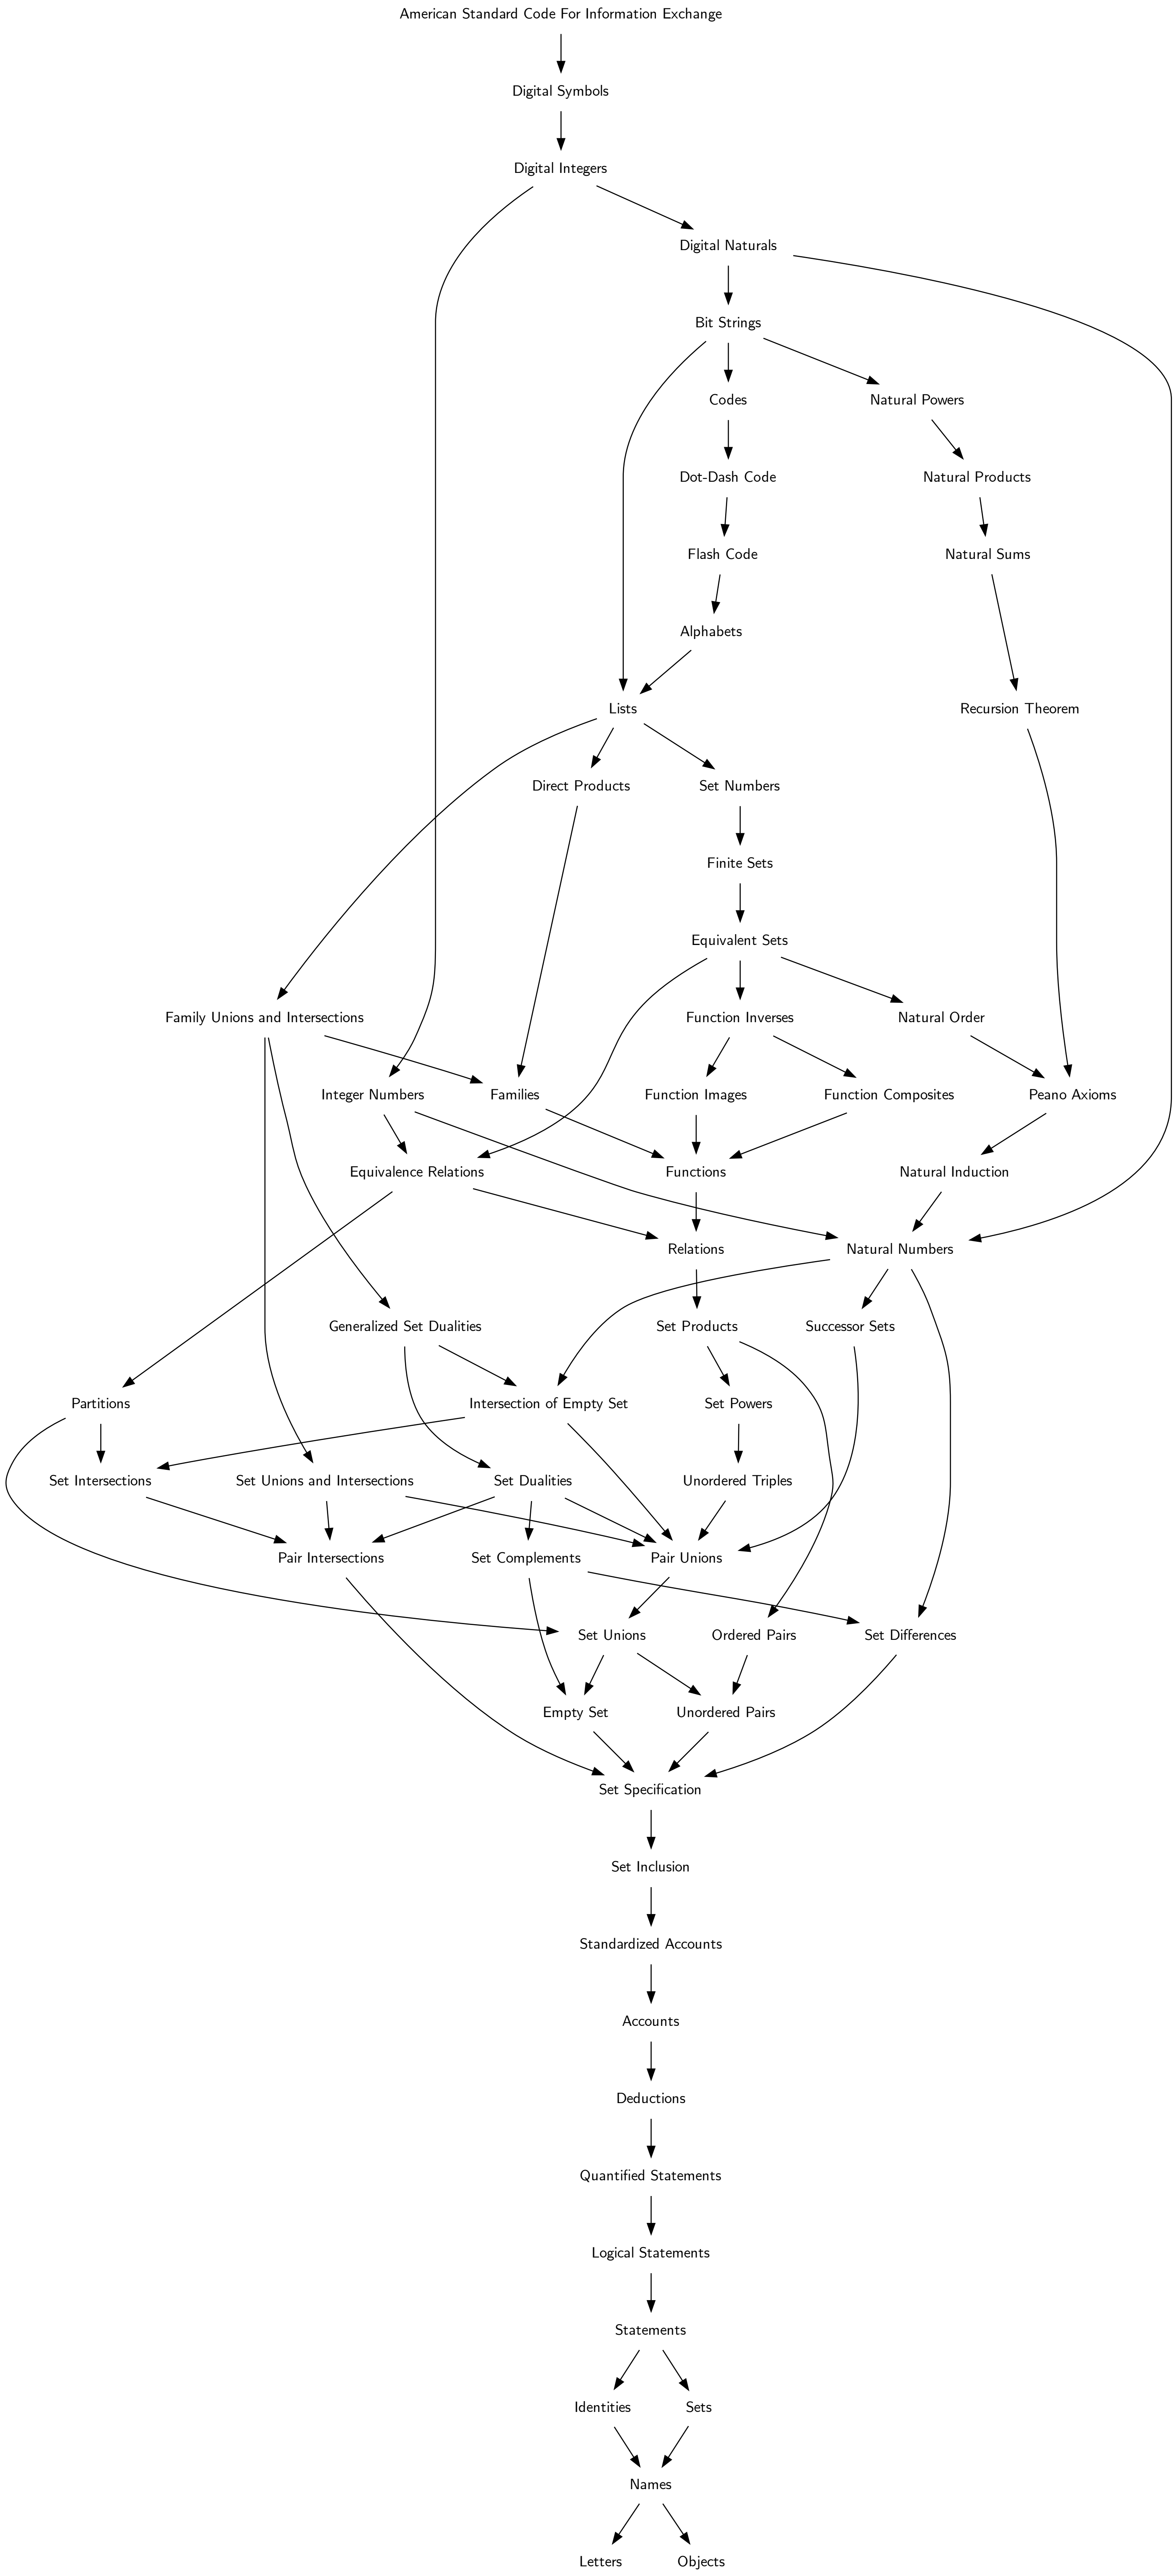 American Standard Code For Information Exchange
Digital Symbols
Digital Integers
Digital Naturals
Bit Strings
Codes
Natural Powers
Dot-Dash Code
Natural Products
Flash Code
Natural Sums
Alphabets
Lists
Recursion Theorem
Direct Products
Set Numbers
Finite Sets
Equivalent Sets
Family Unions and Intersections
Function Inverses
Natural Order
Integer Numbers
Families
Function Images
Function Composites
Peano Axioms
Equivalence Relations
Functions
Natural Induction
Relations
Natural Numbers
Generalized Set Dualities
Set Products
Successor Sets
Partitions
Intersection of Empty Set
Set Powers
Set Intersections
Set Unions and Intersections
Set Dualities
Unordered Triples
Pair Intersections
Set Complements
Pair Unions
Set Unions
Ordered Pairs
Set Differences
Empty Set
Unordered Pairs
Set Specification
Set Inclusion
Standardized Accounts
Accounts
Deductions
Quantified Statements
Logical Statements
Statements
Identities
Sets
Names
Letters
Objects